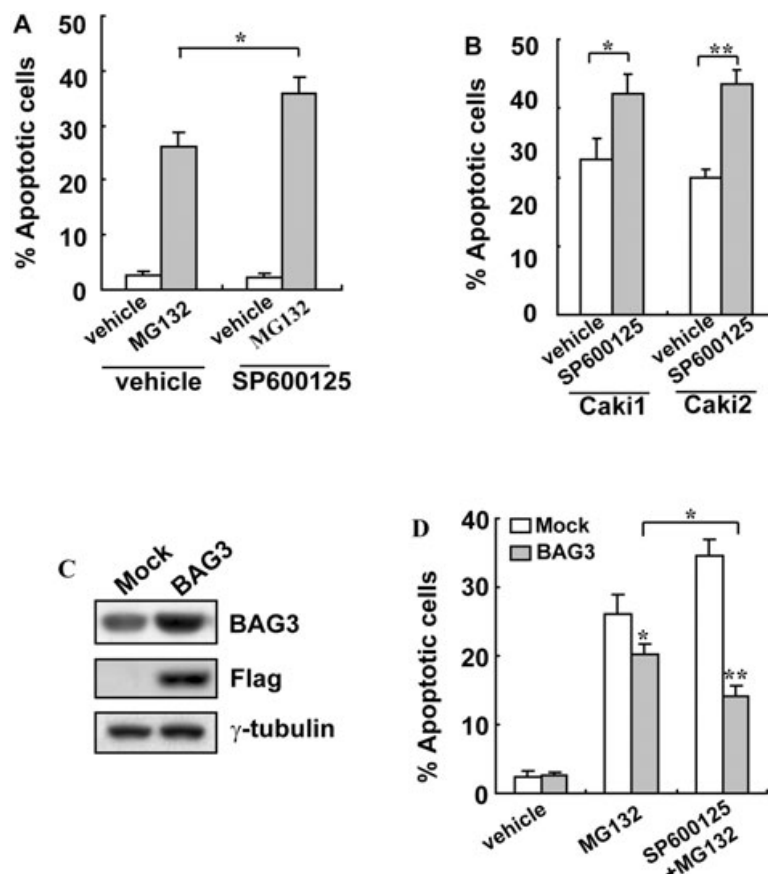 A
% Apoptotic cells
50
40
30
20
10
0
*
vehicle
MG132
vehicle
MG132
vehicle
SP600125
B
% Apoptotic cells
50
40
30
20
10
0
*
**
vehicle
SP600125
vehicle
SP600125
Caki1
Caki2
C
Mock
BAG3
BAG3
Flag
γ-tubulin
D
% Apoptotic cells
40
30
20
10
0
Mock
BAG3
*
*
**
vehicle
MG132
SP600125
+MG132